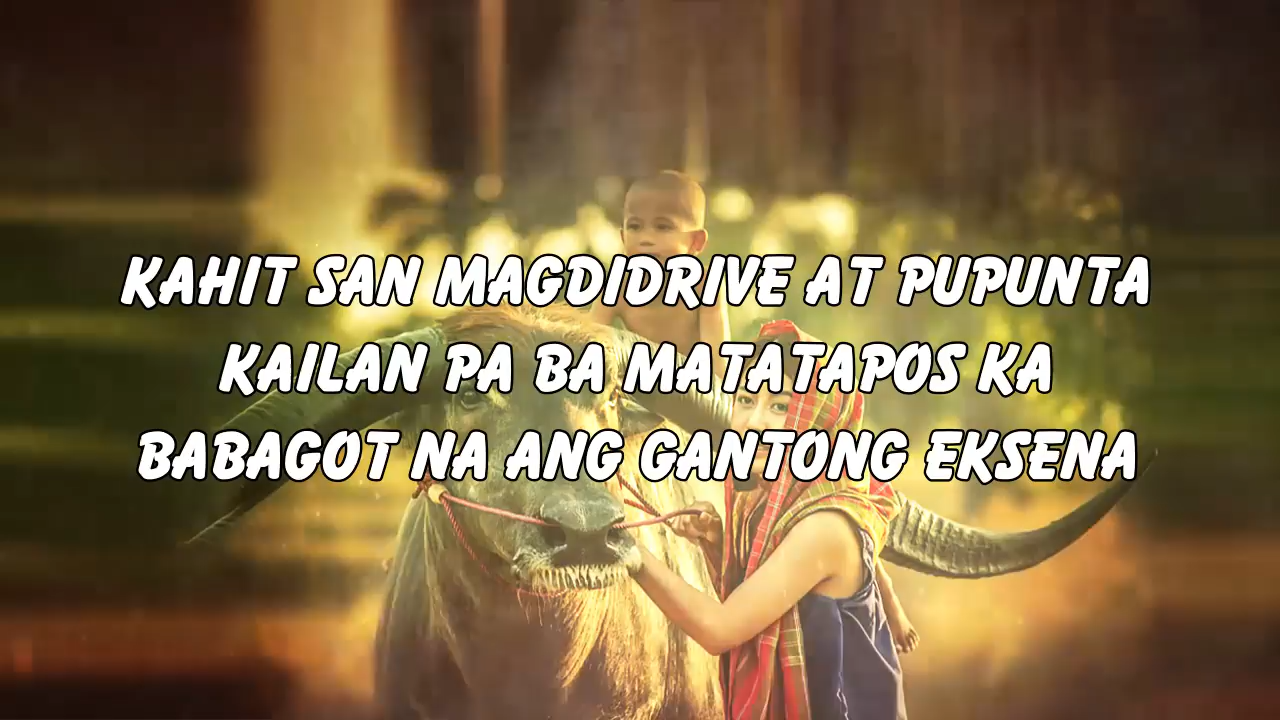 KAHIT SAN MAGDIDRIVE AT PUPUNTA
KAILAN PA BA MATATAPOS KA
BABAGOT NA ANG GANTONG EKSENA